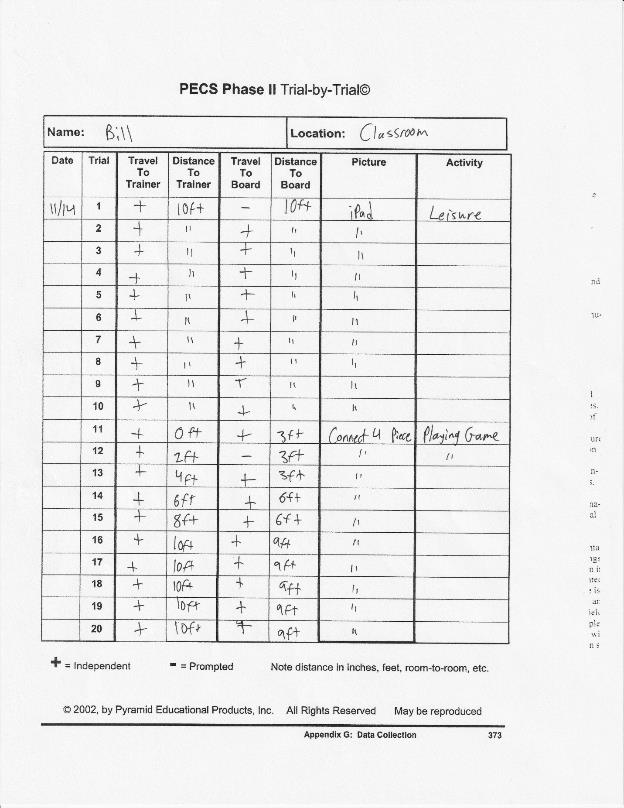 PECS Phase II Trial-by-Trial©
Name: Bill Location: Classroom
Date Trial Travel To Trainer Distance To Trainer Travel To Board Distance To Board Picture Activity
11/14 1 + 10ft - 10ft iPad Leisure
2 + " + " "
3 + " + " "
4 + " + " "
5 + " + " "
6 + " + " "
7 + " + " "
8 + " + " "
9 + " + " "
10 + " + " "
11 + 0ft + 3ft Connect 4 Piece Playing Game
12 + 2ft - 3ft " "
13 + 4ft + 3ft "
14 + 6ft + 6ft "
15 + 8ft + 6ft "
16 + 10ft + 9ft "
17 + 10ft + 9ft "
18 + 10ft + 9ft "
19 + 10ft + 9ft "
20 + 10ft + 9ft "
+ = Independent - = Prompted Note distance in inches, feet, room-to-room, etc.
© 2002, by Pyramid Educational Products, Inc. All Rights Reserved May be reproduced
Appendix G: Data Collection 373